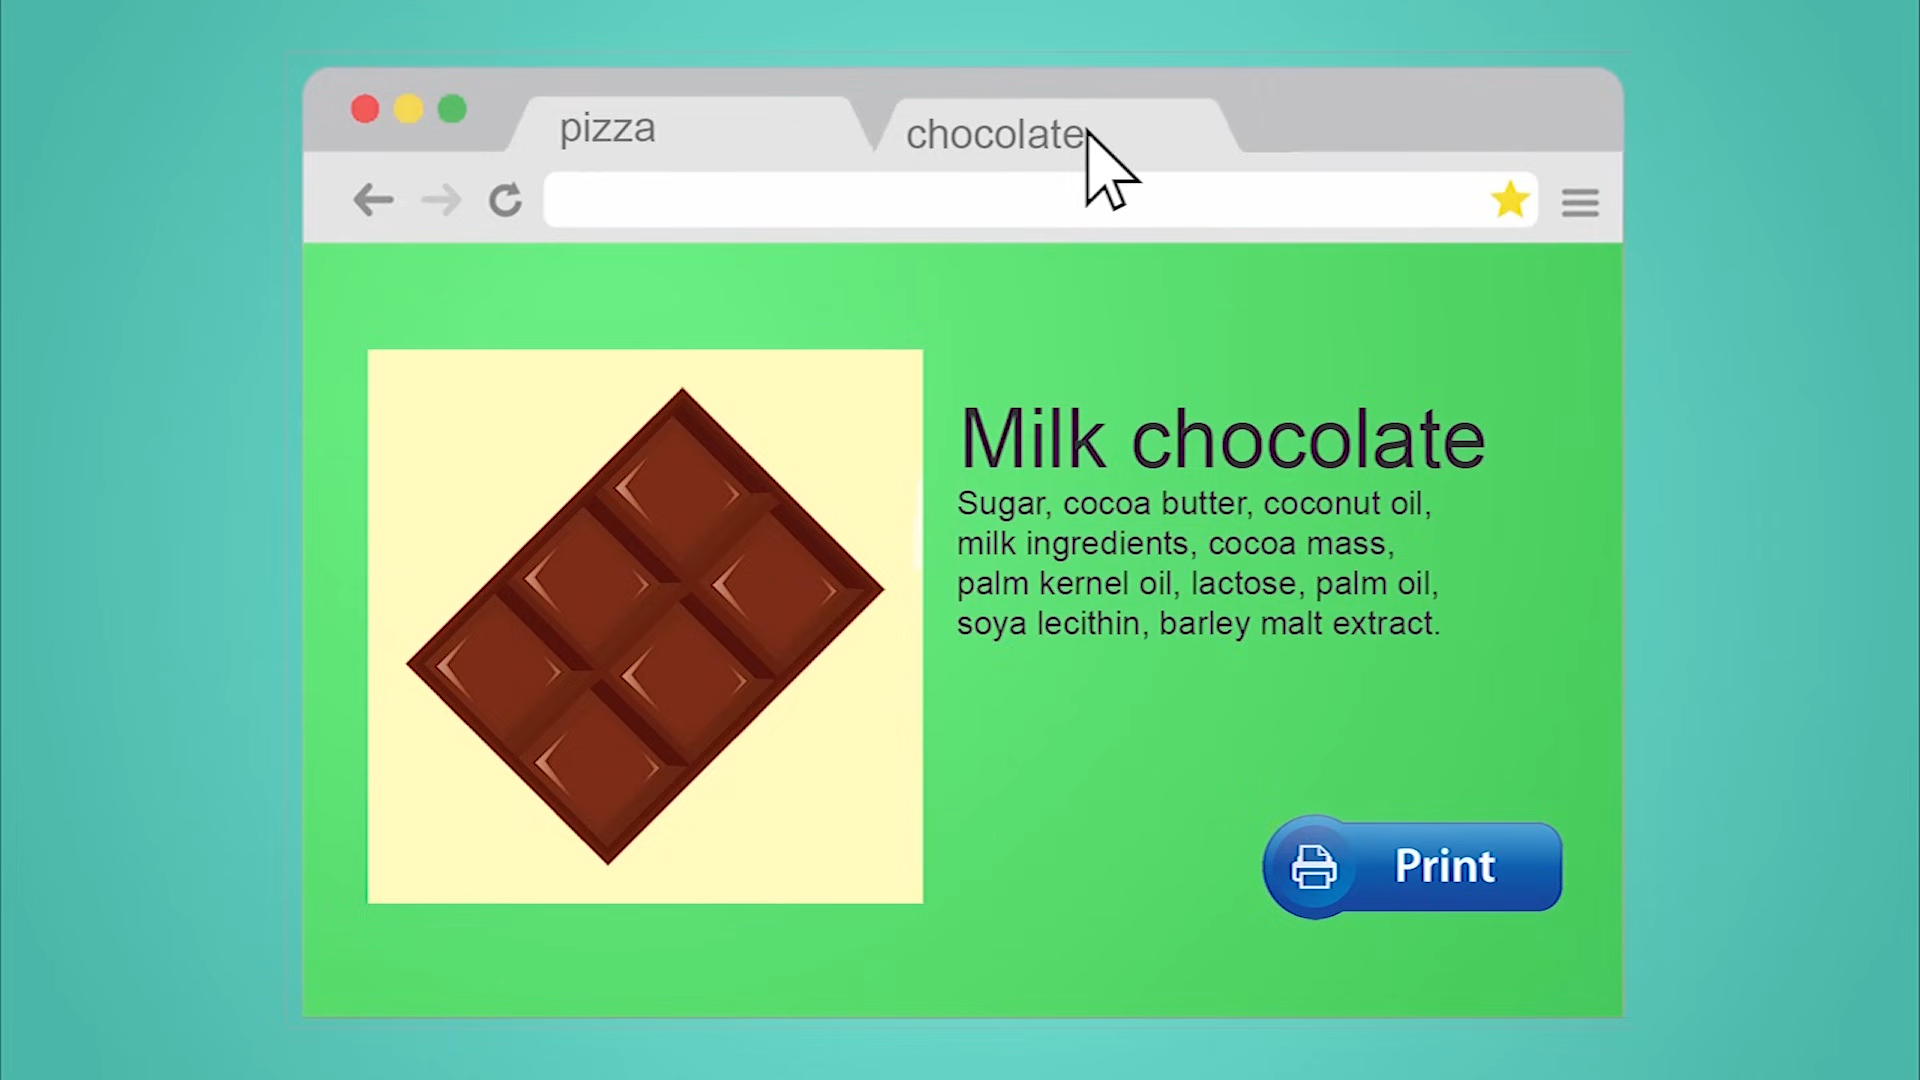 pizza
chocolate
Milk chocolate
Sugar, cocoa butter, coconut oil,
milk ingredients, cocoa mass,
palm kernel oil, lactose, palm oil,
soya lecithin, barley malt extract.
Print